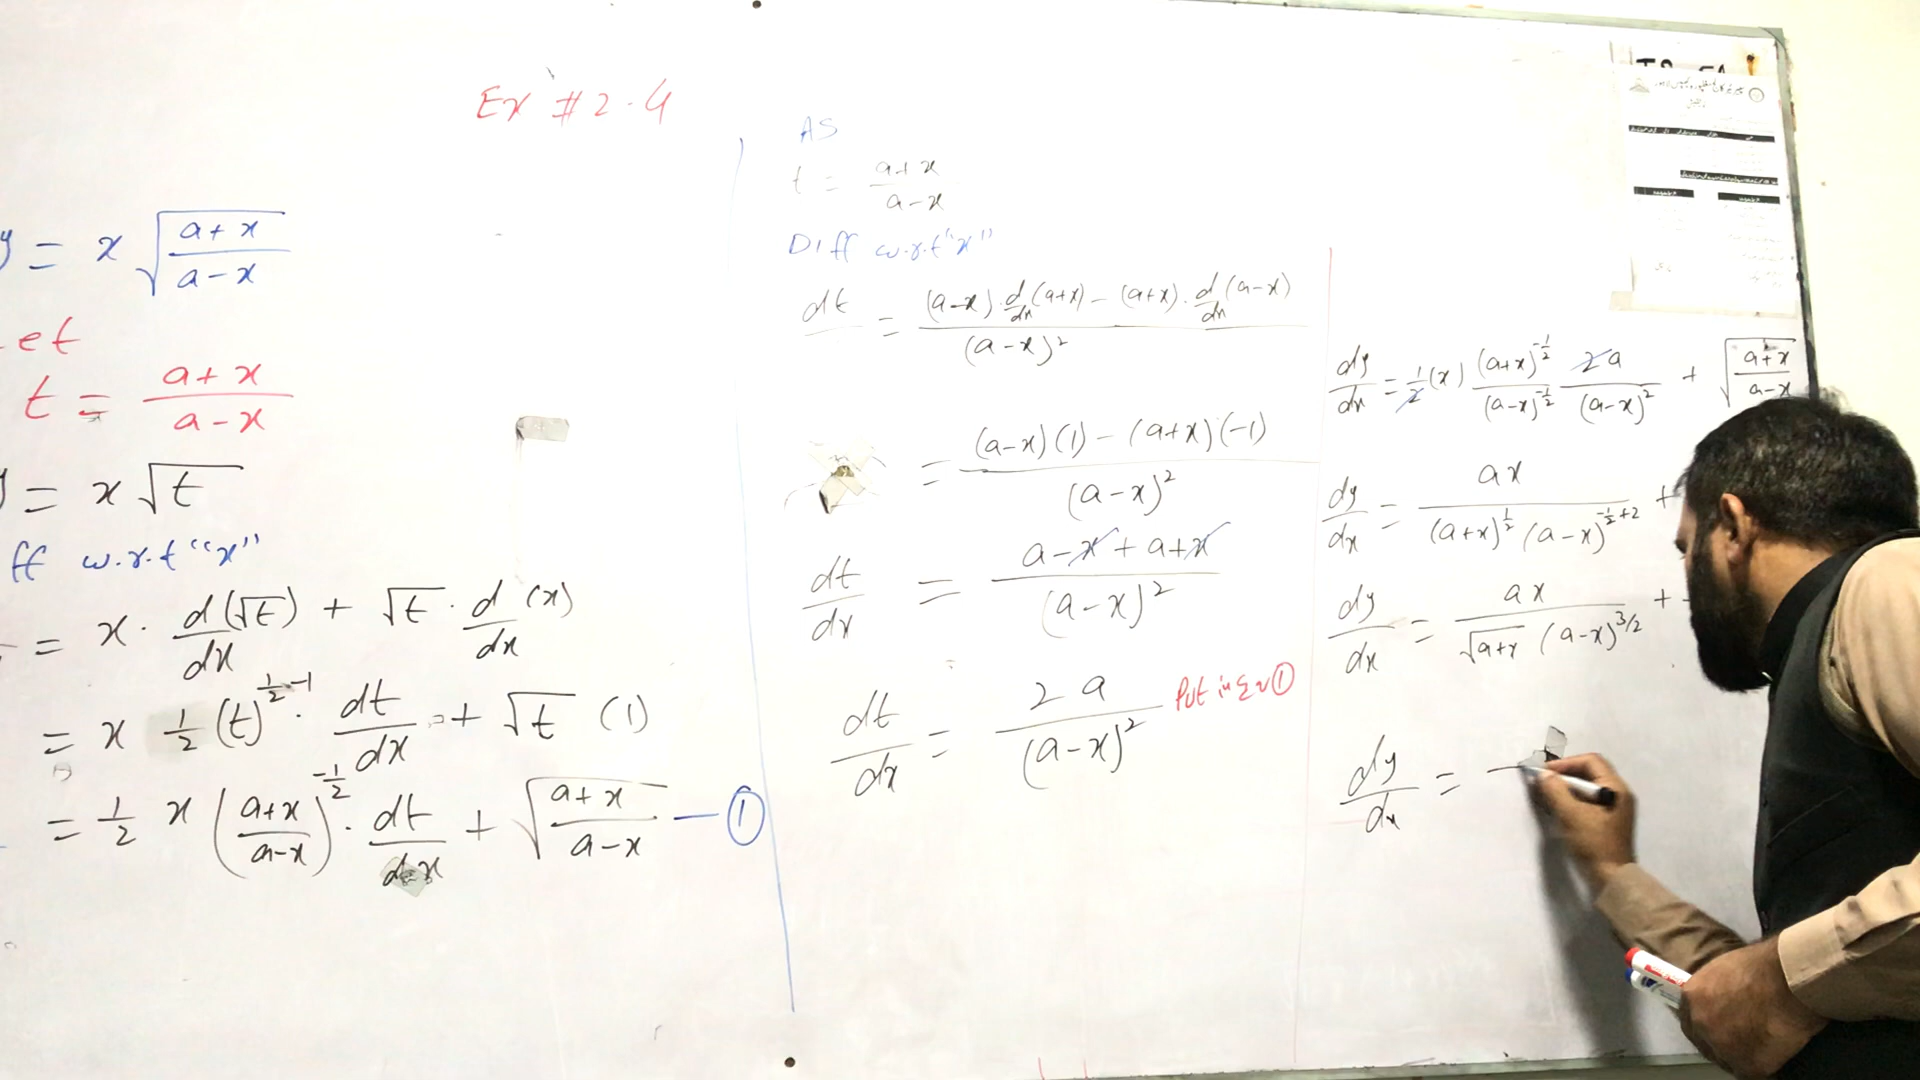 Ex # 2.4
y = x √((a+x)/(a-x))
et
t = (a+x)/(a-x)
y = x √t
ff w.r.t "x"
= x · d(√t)/dx + √t · d/dx (x)
= x 1/2 (t)^(1/2 -1) · dt/dx + √t (1)
= 1/2 x ((a+x)/(a-x))^(-1/2) · dt/dx + √((a+x)/(a-x)) — ①
AS
t = (a+x)/(a-x)
Diff w.r.t "x"
dt = ((a-x) · d/dx (a+x) - (a+x) · d/dx (a-x))/(a-x)²
= ((a-x)(1) - (a+x)(-1))/(a-x)²
dt/dx = (a-x+a+x)/(a-x)²
dt/dx = 2a/(a-x)² Put in Eq ①
dy/dx = 1/2 (x) (a+x)^(-1/2)/(a-x)^(-1/2) 2a/(a-x)² + √((a+x)/(a-x))
dy/dx = ax/((a+x)^(1/2) (a-x)^(-1/2 +2)) +
dy/dx = ax/(√(a+x) (a-x)^(3/2)) +
dy/dx =